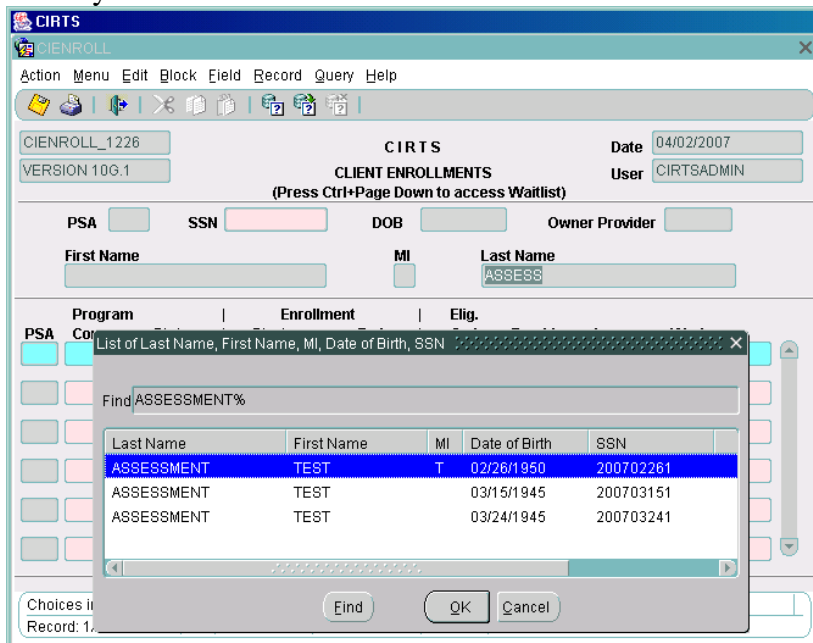 CIRTS
CIENROLL
Action Menu Edit Block Field Record Query Help
CIENROLL_1226 CIRTS Date 04/02/2007
VERSION 10G.1 CLIENT ENROLLMENTS User CIRTSADMIN
(Press Ctrl+Page Down to access Waitlist)
PSA SSN DOB Owner Provider
First Name MI Last Name
ASSESS
Program | Enrollment | Elig.
PSA
List of Last Name, First Name, MI, Date of Birth, SSN
Find ASSESSMENT%
Last Name First Name MI Date of Birth SSN
ASSESSMENT TEST T 02/26/1950 200702261
ASSESSMENT TEST 03/15/1945 200703151
ASSESSMENT TEST 03/24/1945 200703241
Find OK Cancel
Choices
Record: 1